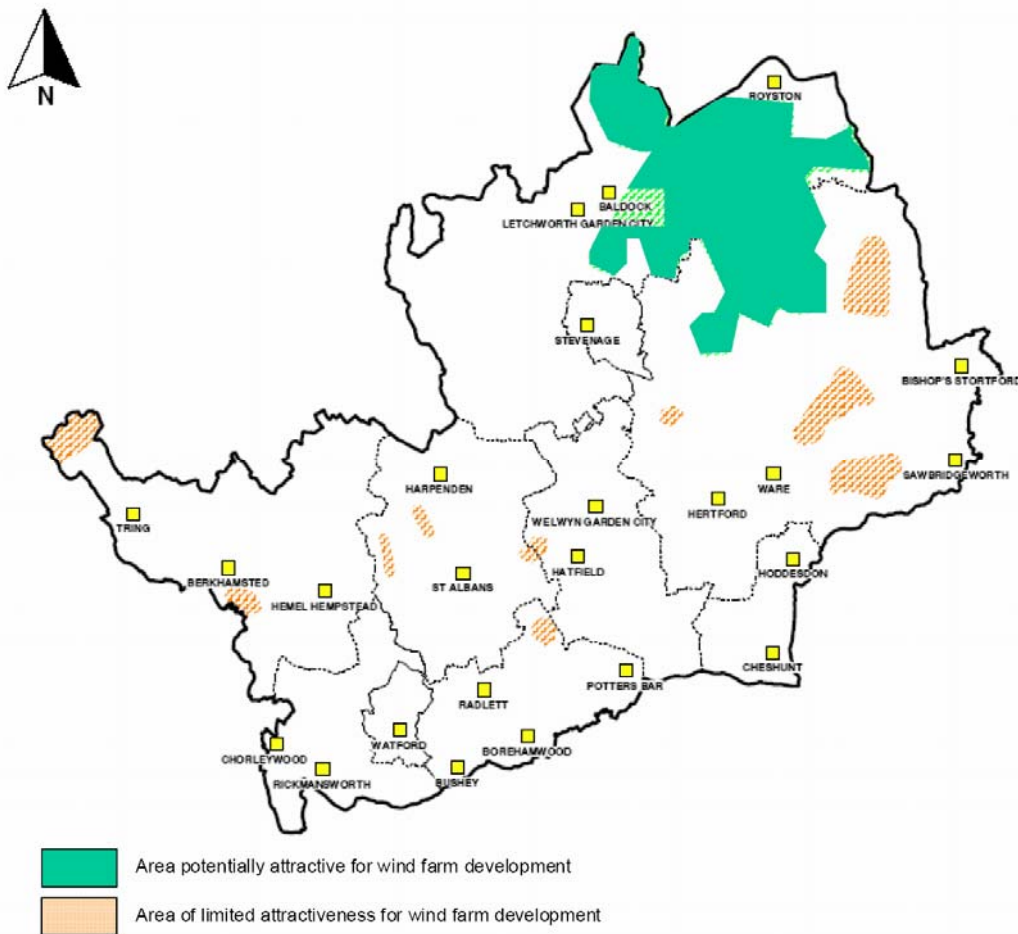 N
ROYSTON
BALDOCK
LETCHWORTH GARDEN CITY
STEVENAGE
BISHOP'S STORTFORD
HARPENDEN
WARE
SAWBRIDGEWORTH
HERTFORD
TRING
WELWYN GARDEN CITY
BERKHAMSTED
HEMEL HEMPSTEAD
ST ALBANS
HATFIELD
HODDESDON
CHESHUNT
POTTERS BAR
RADLETT
WATFORD
BOREHAMWOOD
CHORLEYWOOD
RICKMANSWORTH
BUSHEY
Area potentially attractive for wind farm development
Area of limited attractiveness for wind farm development